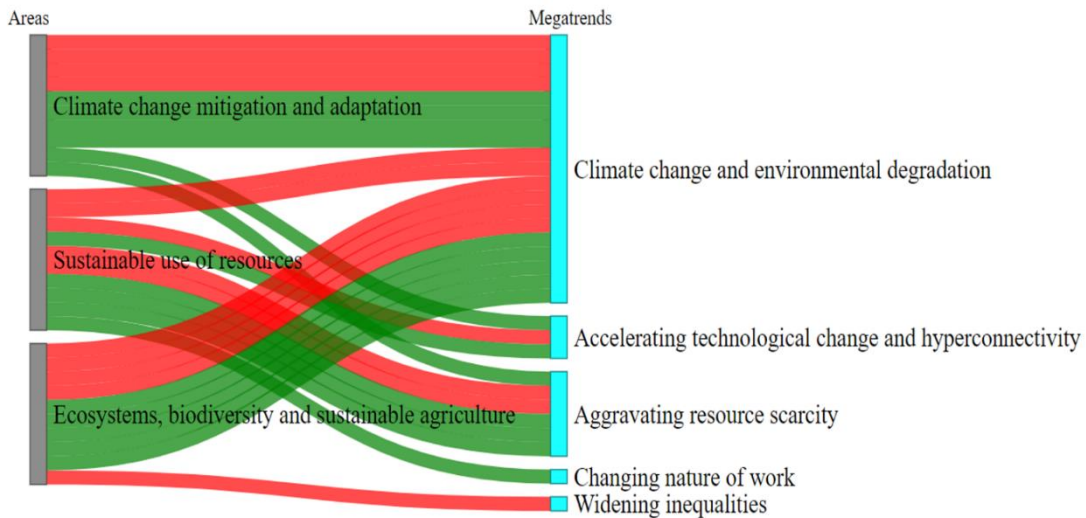 Areas
Megatrends
Climate change mitigation and adaptation
Climate change and environmental degradation
Sustainable use of resources
Accelerating technological change and hyperconnectivity
Ecosystems, biodiversity and sustainable agriculture
Aggravating resource scarcity
Changing nature of work
Widening inequalities